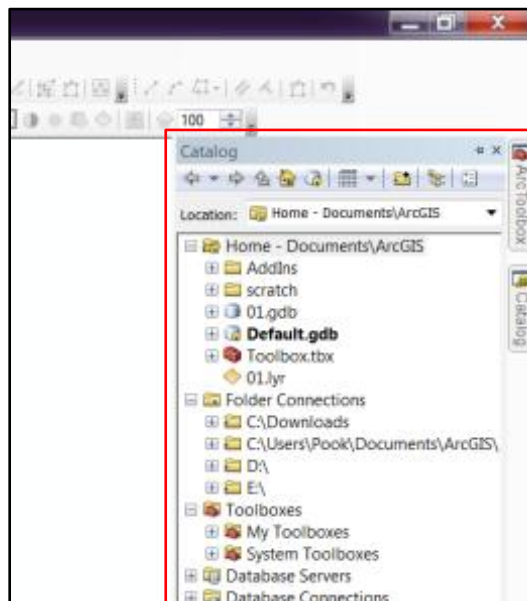 100
Catalog
Location: Home - Documents\ArcGIS
Home - Documents\ArcGIS
AddIns
scratch
01.gdb
Default.gdb
Toolbox.tbx
01.lyr
Folder Connections
C:\Downloads
C:\Users\Pook\Documents\ArcGIS\
D:\
E:\
Toolboxes
My Toolboxes
System Toolboxes
Database Servers
Database Connections
ArcToolbox
Catalog